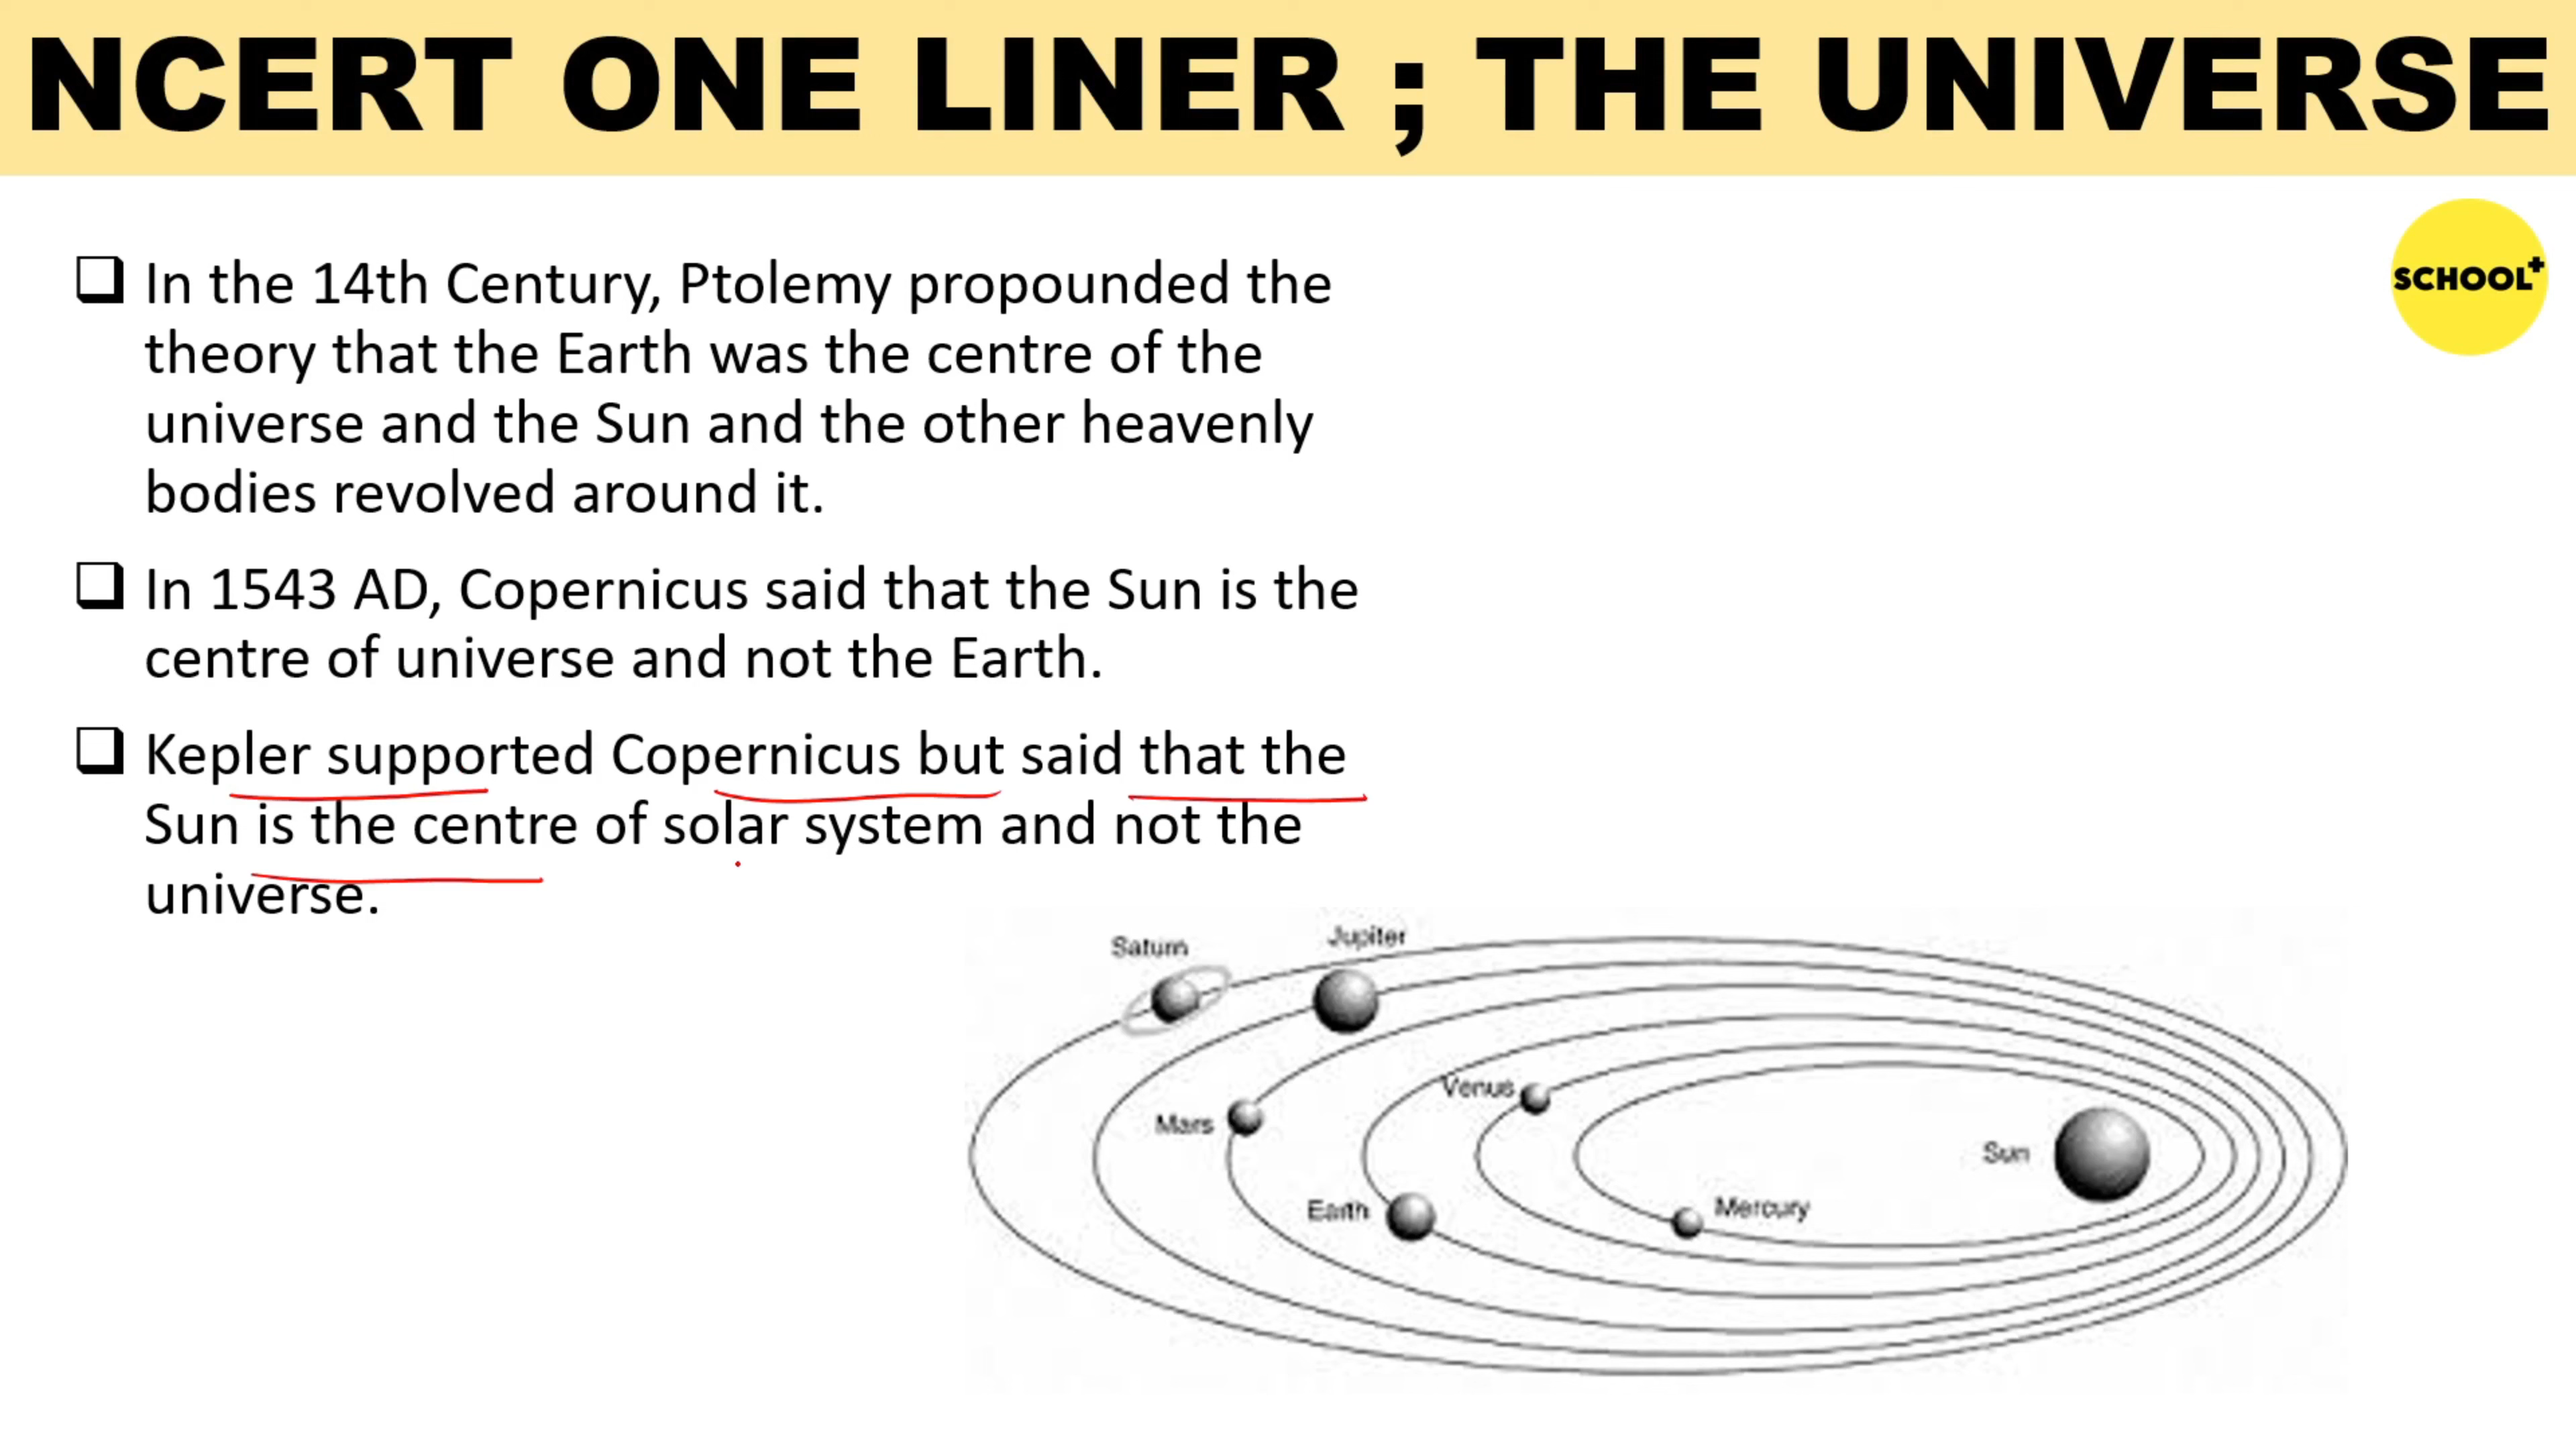 NCERT ONE LINER ; THE UNIVERSE
SCHOOL+
In the 14th Century, Ptolemy propounded the
theory that the Earth was the centre of the
universe and the Sun and the other heavenly
bodies revolved around it.
In 1543 AD, Copernicus said that the Sun is the
centre of universe and not the Earth.
Kepler supported Copernicus but said that the
Sun is the centre of solar system and not the
universe.
Saturn
Jupiter
Venus
Mars
Sun
Earth
Mercury